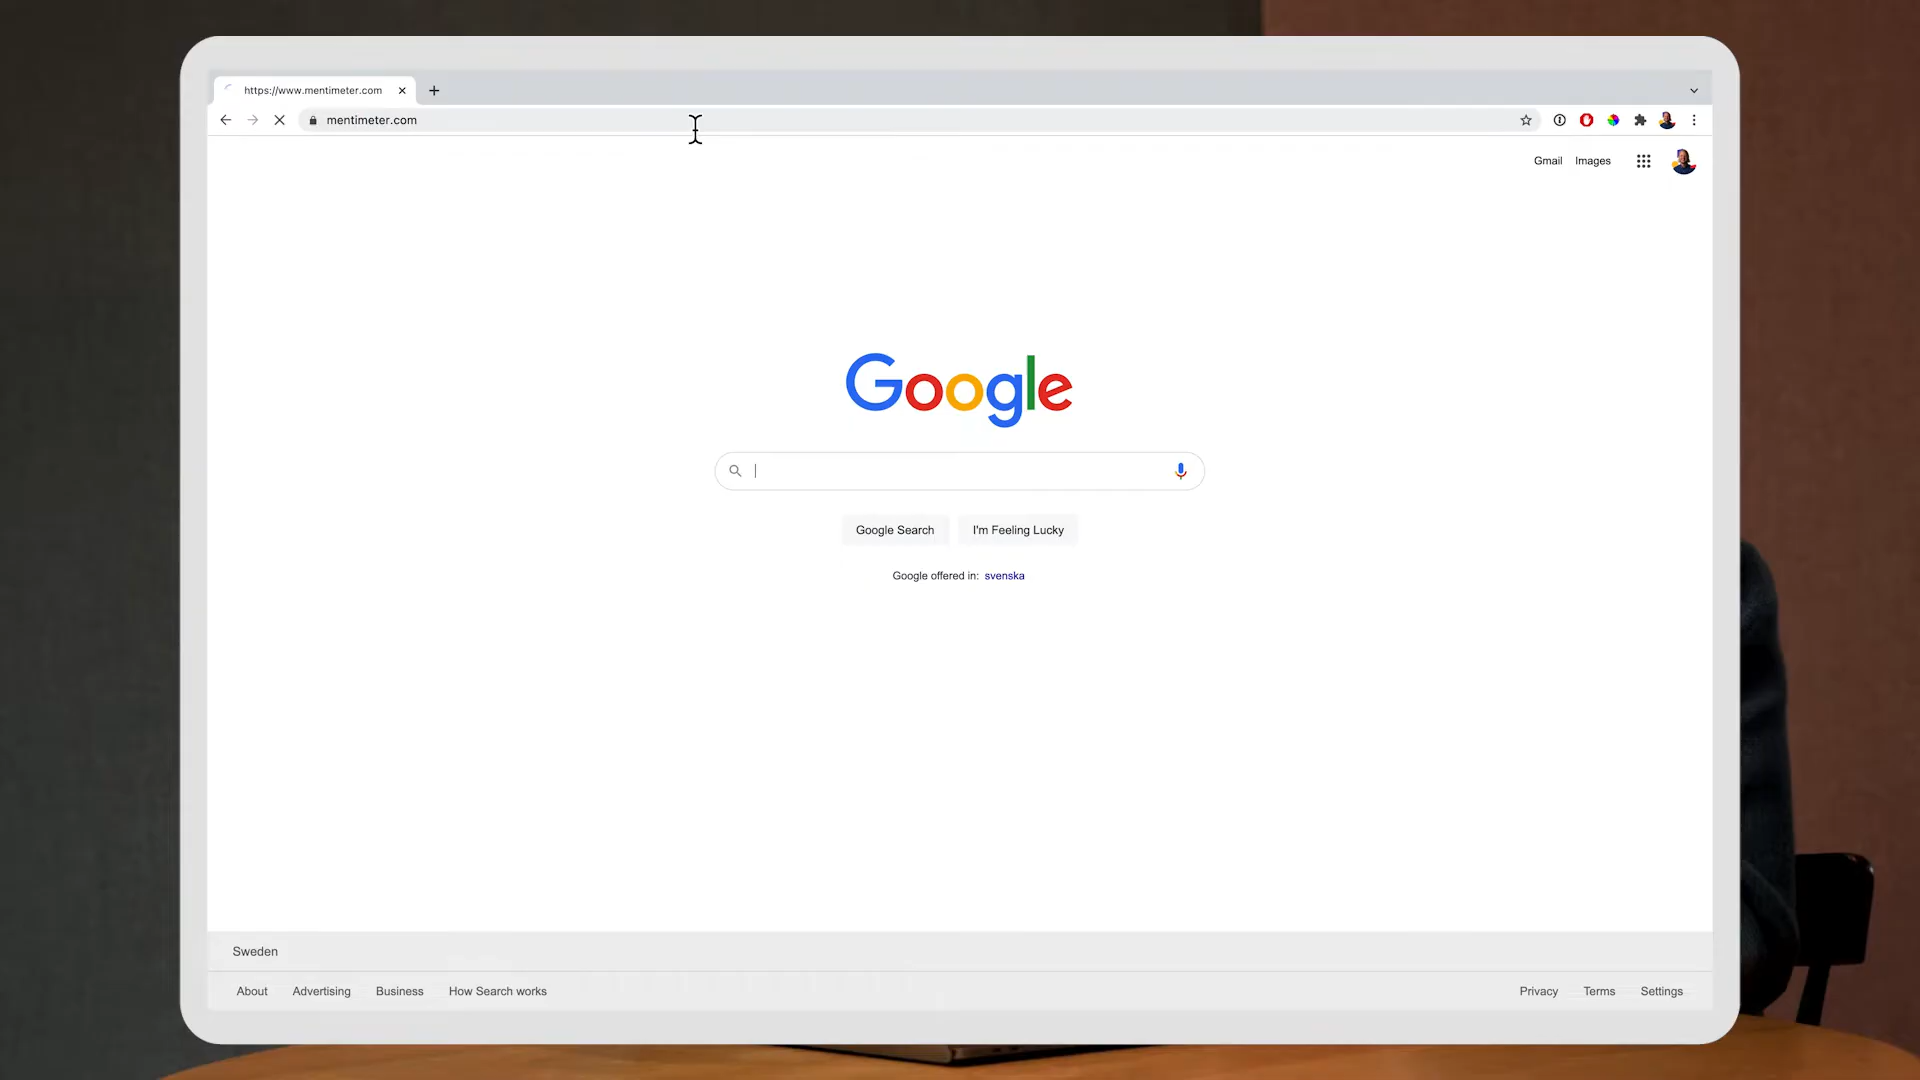 https://www.mentimeter.com
mentimeter.com
Gmail Images
Google
Google Search I'm Feeling Lucky
Google offered in: svenska
Sweden
About Advertising Business How Search works Privacy Terms Settings